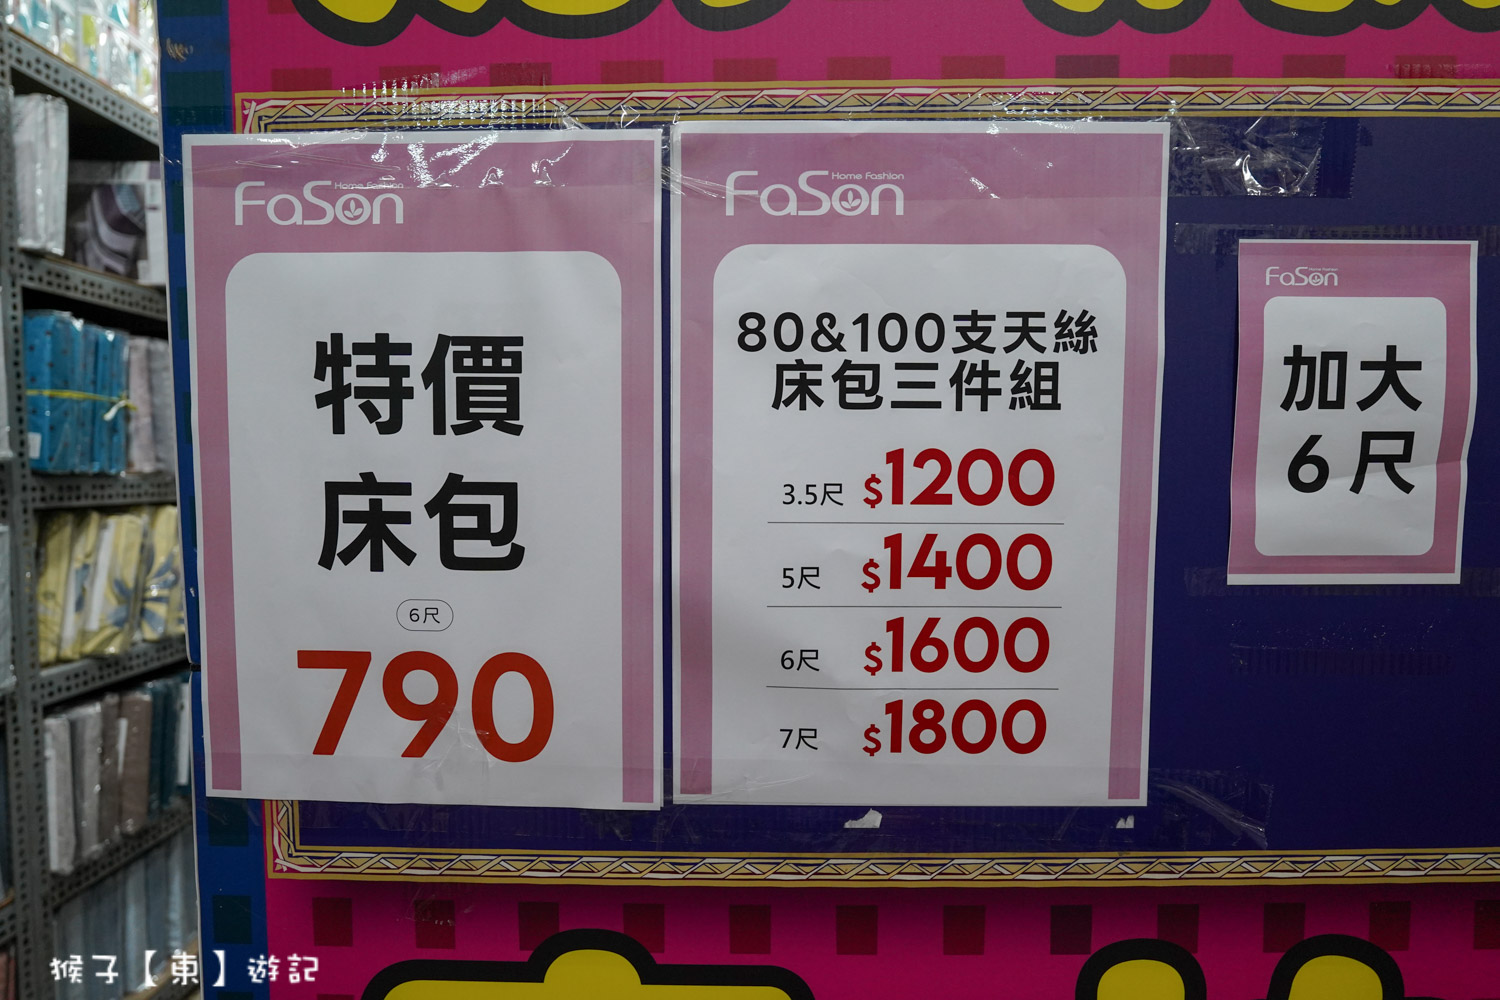 FaSon
Home Fashion
特價
床包
6尺
790
FaSon
Home Fashion
80&100支天絲
床包三件組
3.5尺 $1200
5尺 $1400
6尺 $1600
7尺 $1800
FaSon
Home Fashion
加大
6尺
猴子【東】遊記